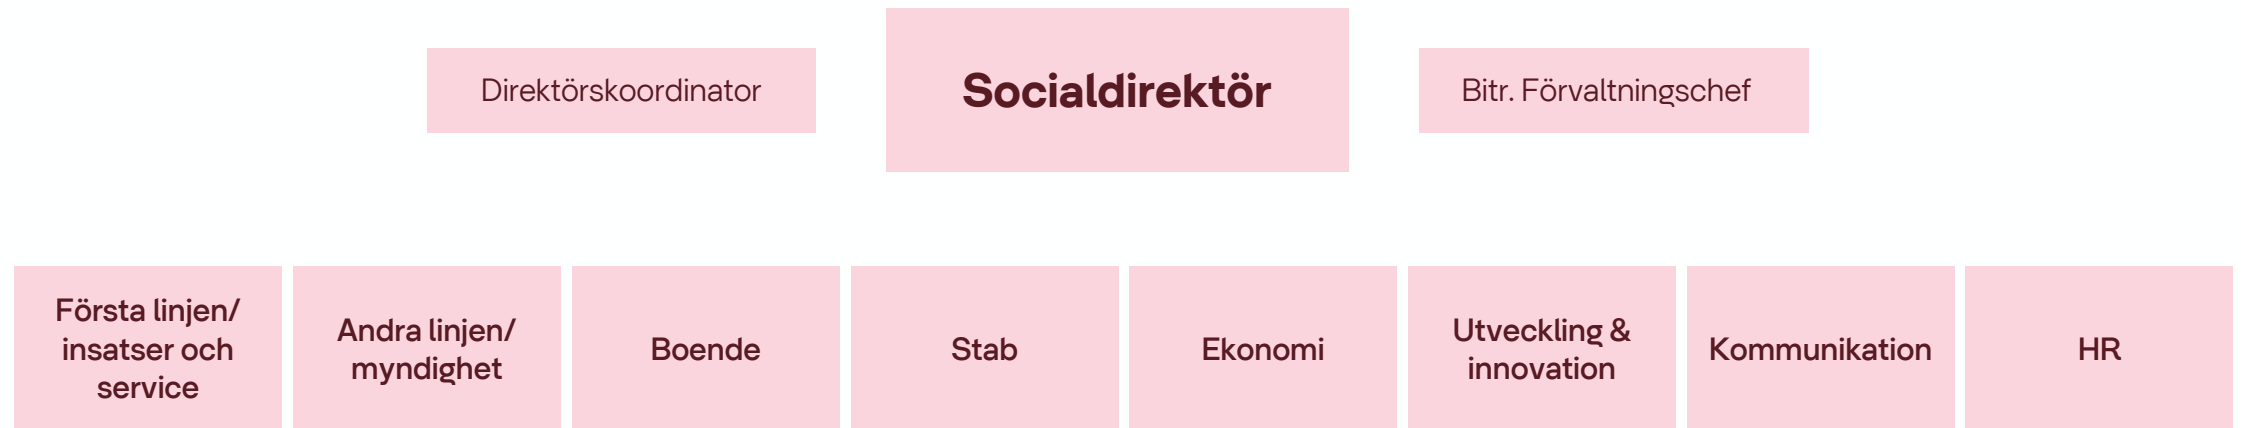 Direktörskoordinator
Socialdirektör
Bitr. Förvaltningschef
Första linjen/
insatser och
service
Andra linjen/
myndighet
Boende
Stab
Ekonomi
Utveckling &
innovation
Kommunikation
HR